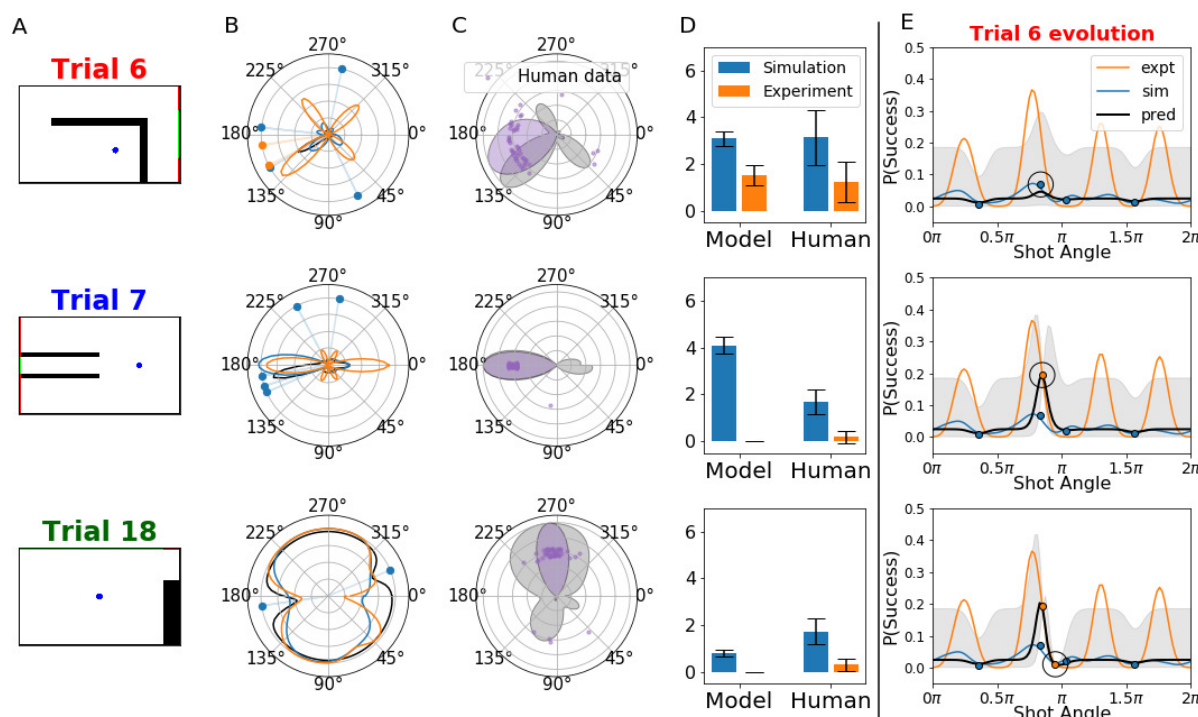 A
B
C
D
E
Trial 6
270°
225°
315°
180°
0°
135°
45°
90°
270°
225°
315°
Human data
180°
0°
135°
45°
90°
6
4
2
0
Simulation
Experiment
Model Human
Trial 6 evolution
P(Success)
0.5
0.4
0.3
0.2
0.1
0.0
expt
sim
pred
0π 0.5π π 1.5π 2π
Shot Angle
Trial 7
270°
225°
315°
180°
0°
135°
45°
90°
270°
225°
315°
180°
0°
135°
45°
90°
6
4
2
0
Model Human
P(Success)
0.5
0.4
0.3
0.2
0.1
0.0
0π 0.5π π 1.5π 2π
Shot Angle
Trial 18
270°
225°
315°
180°
0°
135°
45°
90°
270°
225°
315°
180°
0°
135°
45°
90°
6
4
2
0
Model Human
P(Success)
0.5
0.4
0.3
0.2
0.1
0.0
0π 0.5π π 1.5π 2π
Shot Angle